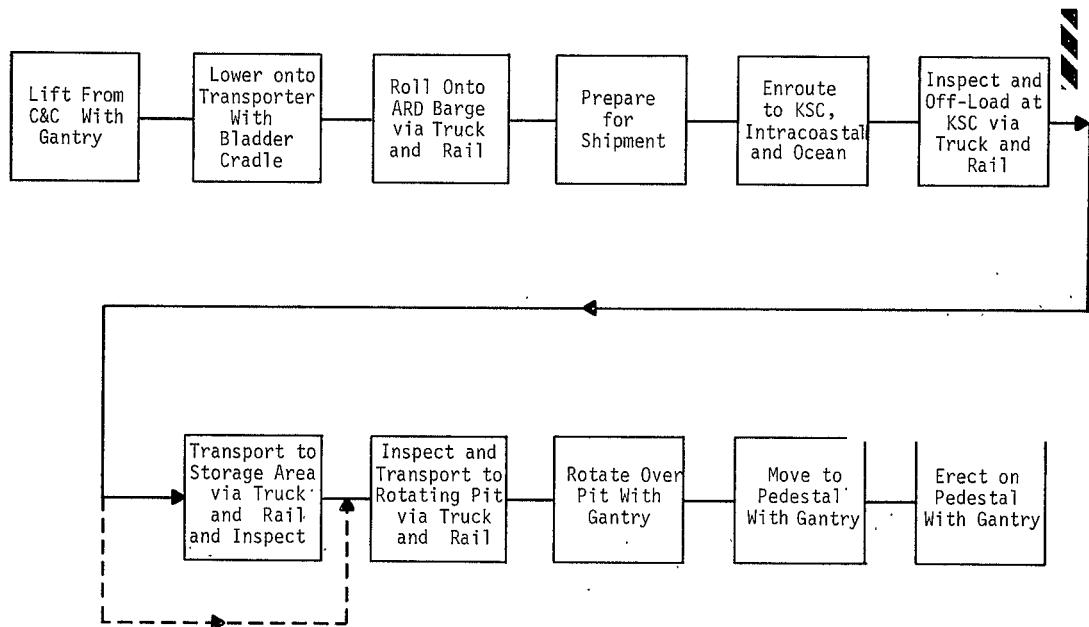 Lift From
C&C With
Gantry
Lower onto
Transporter
With
Bladder
Cradle
Roll Onto
ARD Barge
via Truck
and Rail
Prepare
for
Shipment
Enroute
to KSC,
Intracoastal
and Ocean
Inspect and
Off-Load at
KSC via
Truck and
Rail
Transport to
Storage Area
via Truck
and Rail
and Inspect
Inspect and
Transport to
Rotating Pit
via Truck
and Rail
Rotate Over
Pit With
Gantry
Move to
Pedestal
With Gantry
Erect on
Pedestal
With Gantry